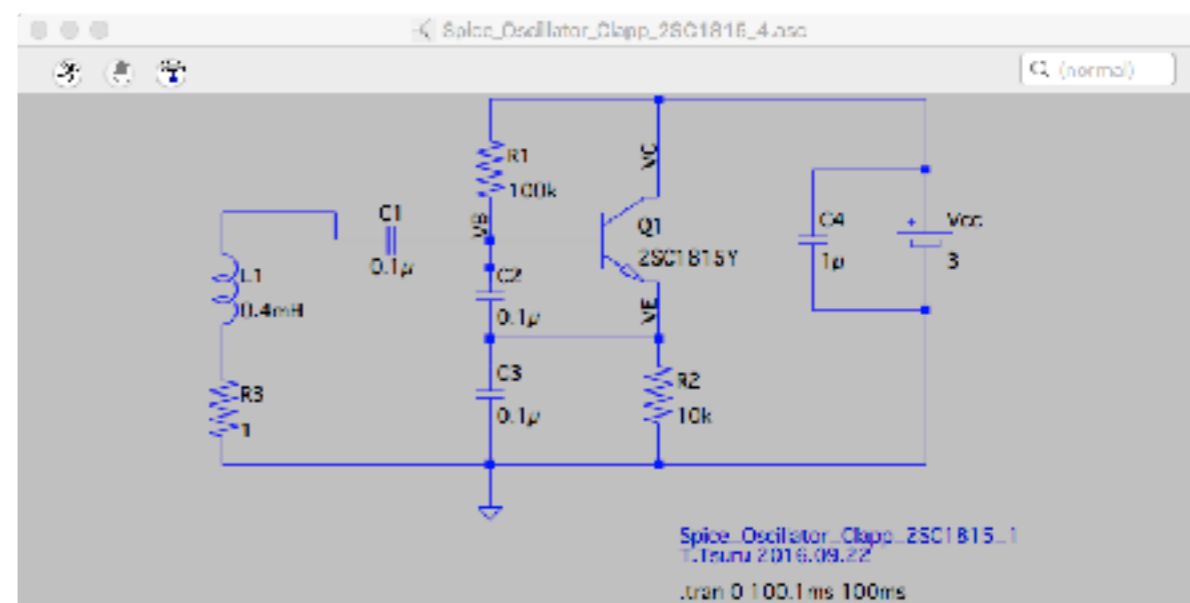 Spice_Oscillator_Clapp_2SC1815_4.asc
(normal)
R1
100k
VC
VB
C1
0.1µ
Q1
2SC1815Y
C4
1µ
Vcc
3
L1
0.4mH
C2
0.1µ
VE
C3
0.1µ
R2
10k
R3
1
Spice_Oscillator_Clapp_2SC1815_1
T.Tsuru 2016.09.22
.tran 0 100.1ms 100ms